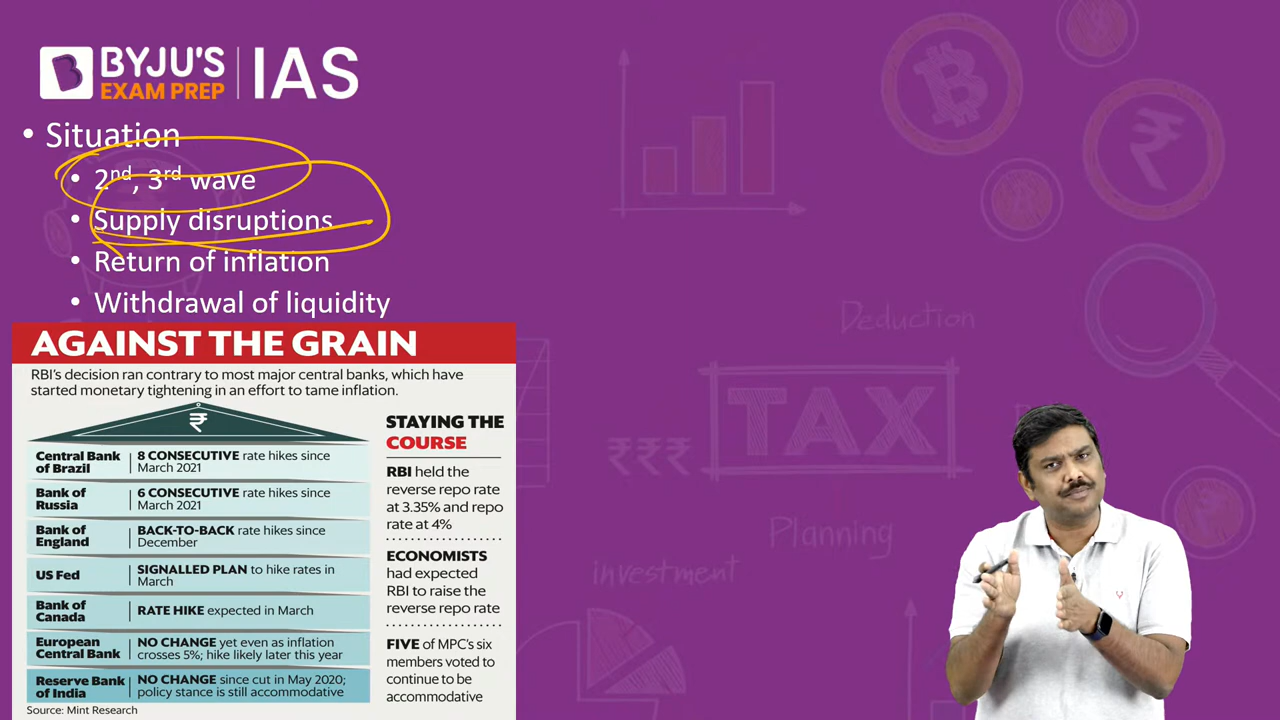 BYJU'S
EXAM PREP
IAS
• Situation
• 2nd, 3rd wave
• Supply disruptions
• Return of inflation
• Withdrawal of liquidity
AGAINST THE GRAIN
RBI's decision ran contrary to most major central banks, which have
started monetary tightening in an effort to tame inflation.
₹
Central Bank
of Brazil
8 CONSECUTIVE rate hikes since
March 2021
Bank of
Russia
6 CONSECUTIVE rate hikes since
March 2021
Bank of
England
BACK-TO-BACK rate hikes since
December
US Fed
SIGNALLED PLAN to hike rates in
March
Bank of
Canada
RATE HIKE expected in March
European
Central Bank
NO CHANGE yet even as inflation
crosses 5%; hike likely later this year
Reserve Bank
of India
NO CHANGE since cut in May 2020;
policy stance is still accommodative
Source: Mint Research
STAYING THE
COURSE
RBI held the
reverse repo rate
at 3.35% and repo
rate at 4%
ECONOMISTS
had expected
RBI to raise the
reverse repo rate
FIVE of MPC's six
members voted to
continue to be
accommodative
Deduction
TAX
₹₹₹
Planning
investment